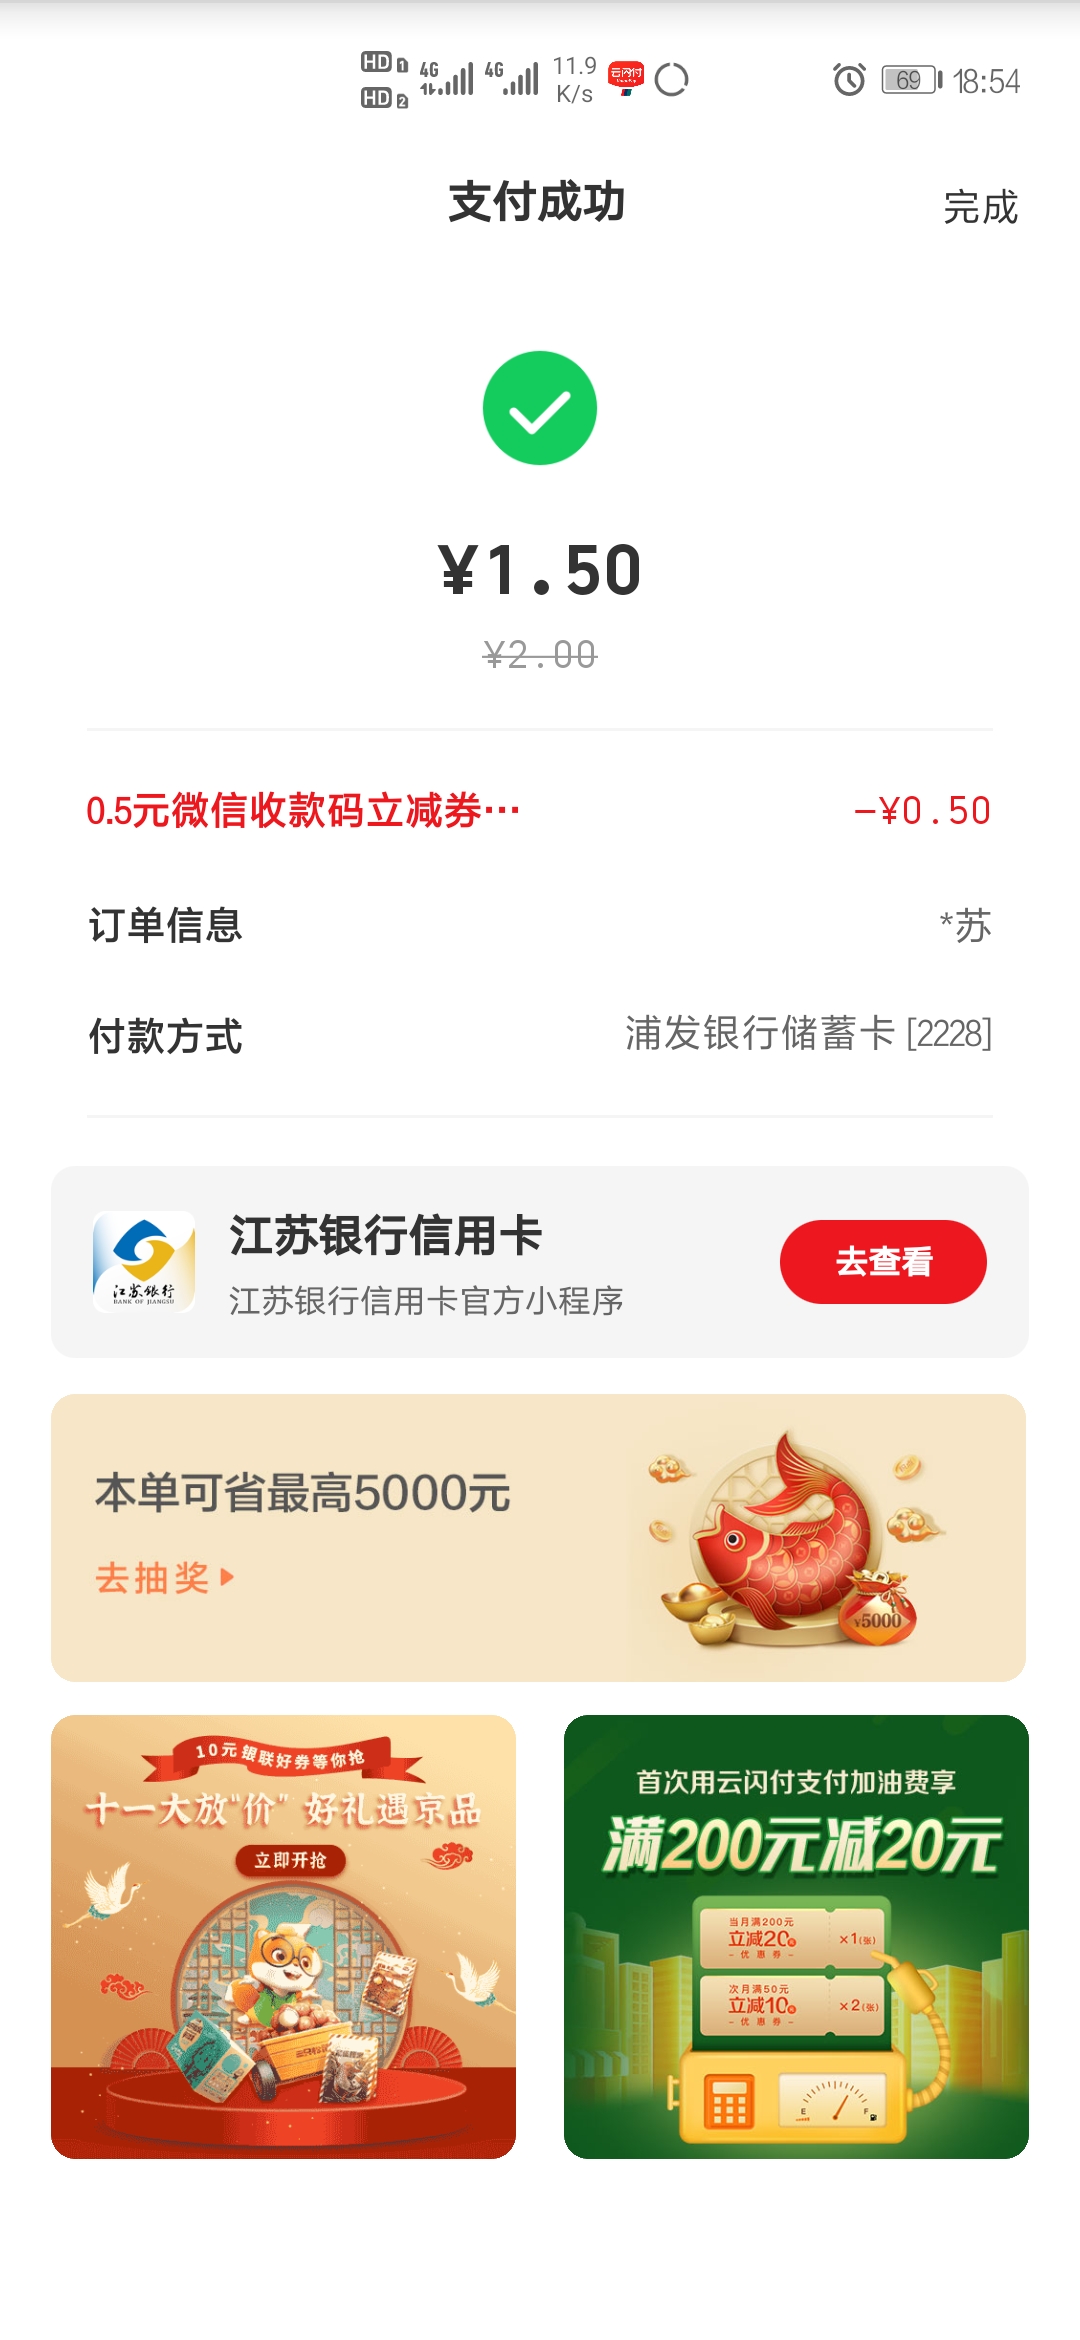 HD 1
HD 2
4G
4G
11.9
K/s
云闪付
69
18:54
支付成功
完成
¥1.50
¥2.00
0.5元微信收款码立减券…
-¥0.50
订单信息
*苏
付款方式
浦发银行储蓄卡 [2228]
江苏银行
BANK OF JIANGSU
江苏银行信用卡
江苏银行信用卡官方小程序
去查看
本单可省最高5000元
去抽奖
¥5000
10元银联好券等你抢
十一大放“价” 好礼遇京品
立即开抢
首次用云闪付支付加油费享
满200元减20元
当月满200元
立减20元
- 优惠券 -
×1(张)
次月满50元
立减10元
- 优惠券 -
×2(张)
E
F